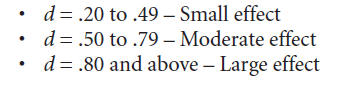 • d = .20 to .49 – Small effect
• d = .50 to .79 – Moderate effect
• d = .80 and above – Large effect